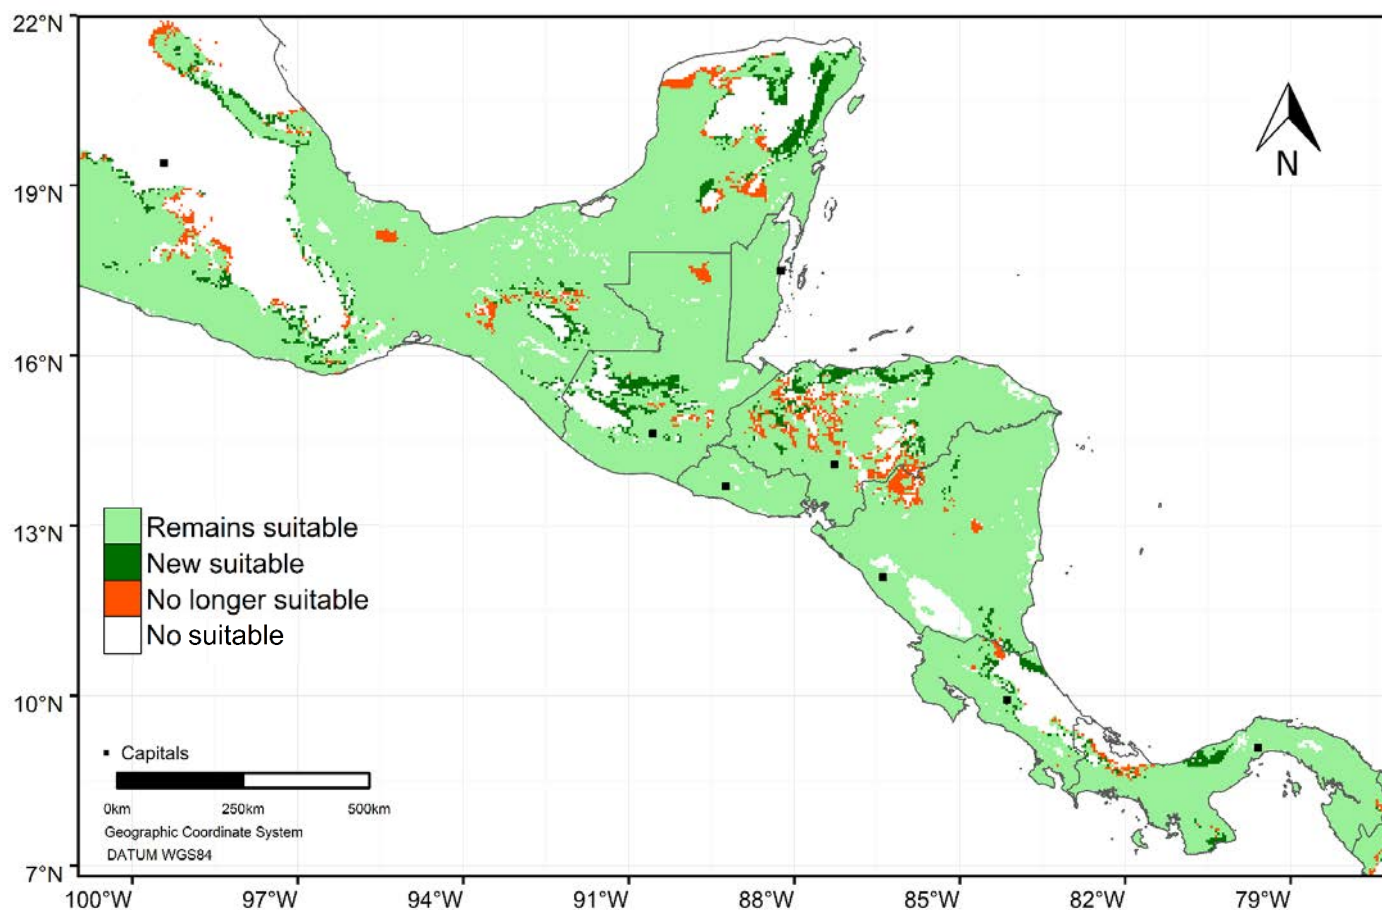 22°N
19°N
16°N
13°N
10°N
7°N
N
Remains suitable
New suitable
No longer suitable
No suitable
Capitals
0km 250km 500km
Geographic Coordinate System
DATUM WGS84
100°W 97°W 94°W 91°W 88°W 85°W 82°W 79°W